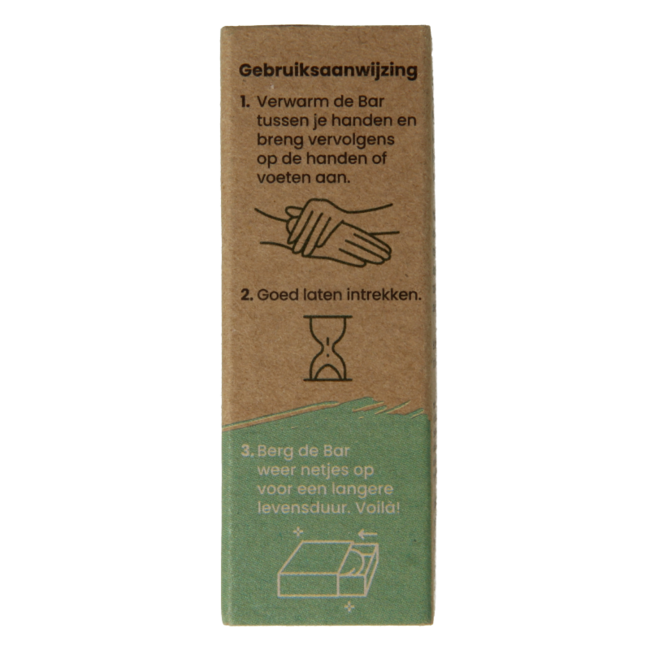 Gebruiksaanwijzing
1. Verwarm de Bar
tussen je handen en
breng vervolgens
op de handen of
voeten aan.
2. Goed laten intrekken.
3. Berg de Bar
weer netjes op
voor een langere
levensduur. Voilà!